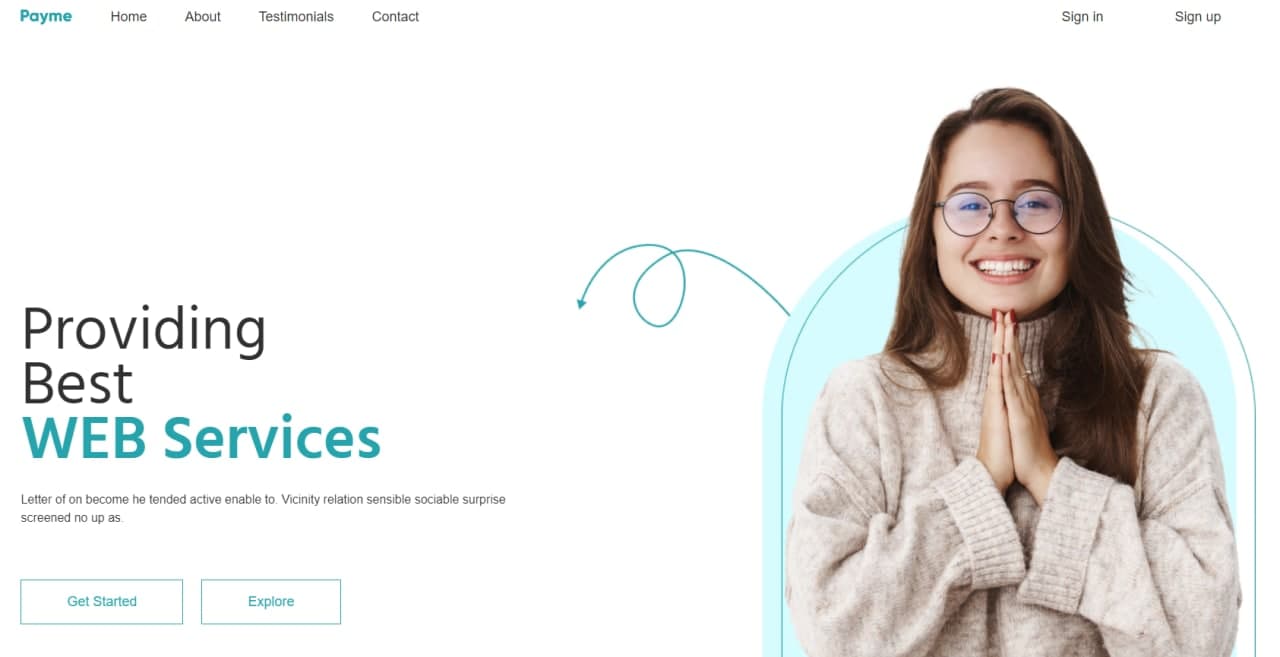 Payme Home About Testimonials Contact Sign in Sign up
Providing
Best
WEB Services
Letter of on become he tended active enable to. Vicinity relation sensible sociable surprise
screened no up as.
Get Started Explore